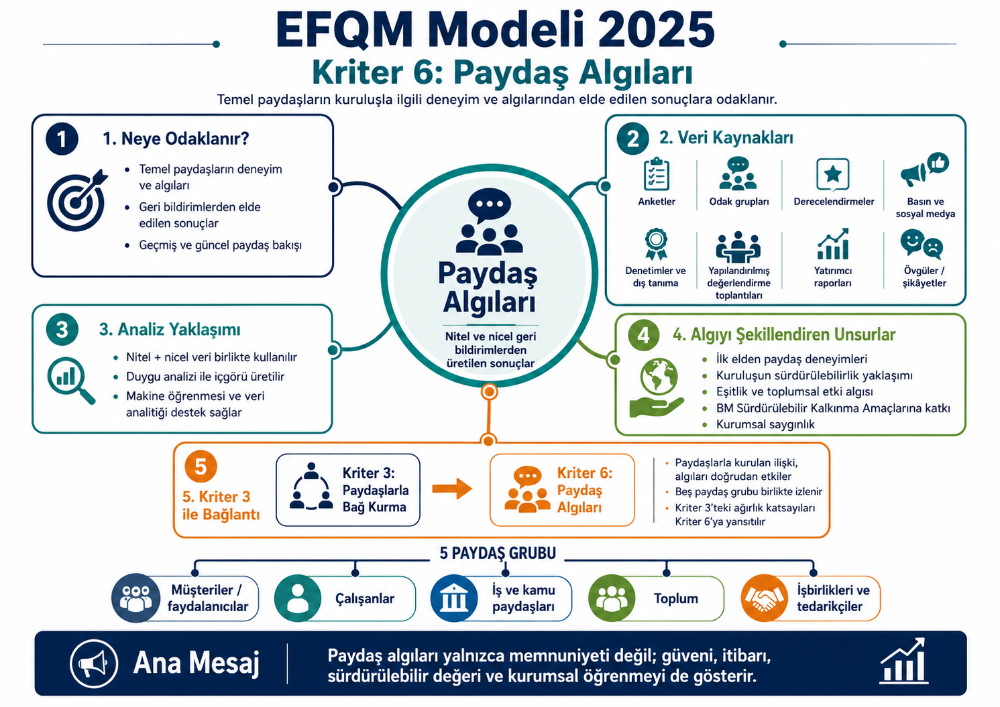 EFQM Modeli 2025
Kriter 6: Paydaş Algıları
Temel paydaşların kuruluşla ilgili deneyim ve algılarından elde edilen sonuçlara odaklanır.
1
1. Neye Odaklanır?
• Temel paydaşların deneyim
ve algıları
• Geri bildirimlerden elde
edilen sonuçlar
• Geçmiş ve güncel paydaş bakışı
2
2. Veri Kaynakları
Anketler
Odak grupları
Derecelendirmeler
Basın ve
sosyal medya
Denetimler ve
dış tanıma
Yapılandırılmış
değerlendirme
toplantıları
Yatırımcı
raporları
Övgüler /
şikâyetler
Paydaş
Algıları
Nitel ve nicel geri
bildirimlerden
üretilen sonuçlar
3
3. Analiz Yaklaşımı
• Nitel + nicel veri birlikte kullanılır
• Duygu analizi ile içgörü üretilir
• Makine öğrenmesi ve veri
analitiği destek sağlar
4
4. Algıyı Şekillendiren Unsurlar
• İlk elden paydaş deneyimleri
• Kuruluşun sürdürülebilirlik yaklaşımı
• Eşitlik ve toplumsal etki algısı
• BM Sürdürülebilir Kalkınma Amaçlarına katkı
• Kurumsal saygınlık
5
5. Kriter 3
ile Bağlantı
Kriter 3:
Paydaşlarla
Bağ Kurma
Kriter 6:
Paydaş
Algıları
• Paydaşlarla kurulan ilişki,
algıları doğrudan etkiler
• Beş paydaş grubu birlikte izlenir
• Kriter 3'teki ağırlık katsayıları
Kriter 6'ya yansıtılır
5 PAYDAŞ GRUBU
Müşteriler /
faydalanıcılar
Çalışanlar
İş ve kamu
paydaşları
Toplum
İşbirlikleri ve
tedarikçiler
Ana Mesaj
Paydaş algıları yalnızca memnuniyeti değil; güveni, itibarı,
sürdürülebilir değeri ve kurumsal öğrenmeyi de gösterir.